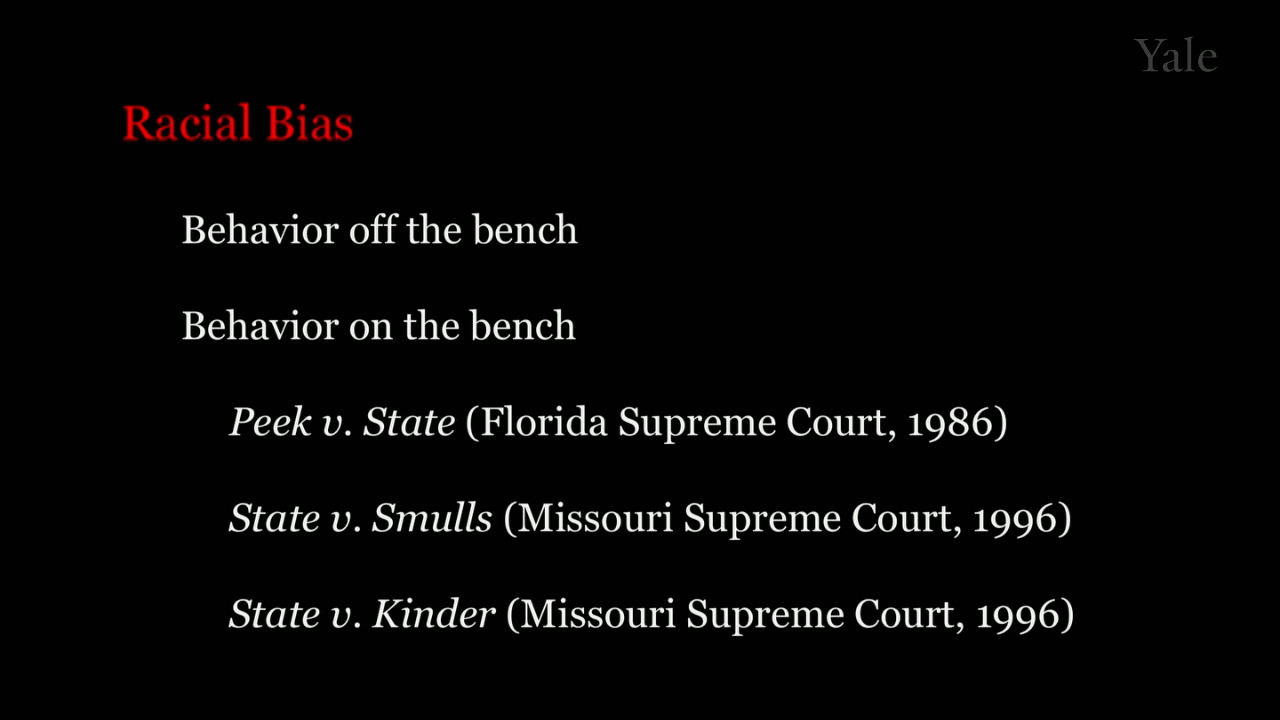 Yale
Racial Bias
Behavior off the bench
Behavior on the bench
Peek v. State (Florida Supreme Court, 1986)
State v. Smulls (Missouri Supreme Court, 1996)
State v. Kinder (Missouri Supreme Court, 1996)